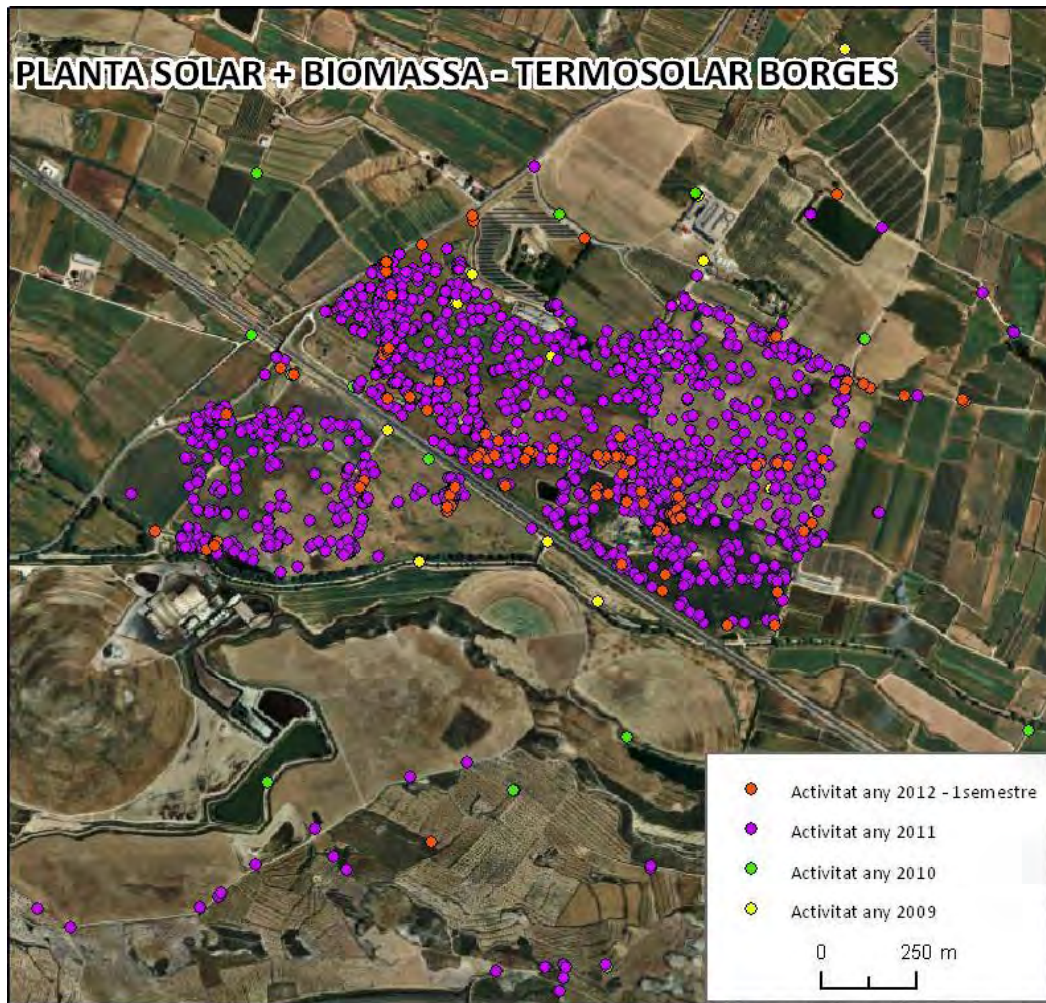 PLANTA SOLAR + BIOMASSA - TERMOSOLAR BORGES
Activitat any 2012 - 1semestre
Activitat any 2011
Activitat any 2010
Activitat any 2009
0 250 m